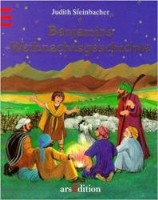 Judith Steinbacher
Benjamins
Weihnachtsgeschichte
arsEdition